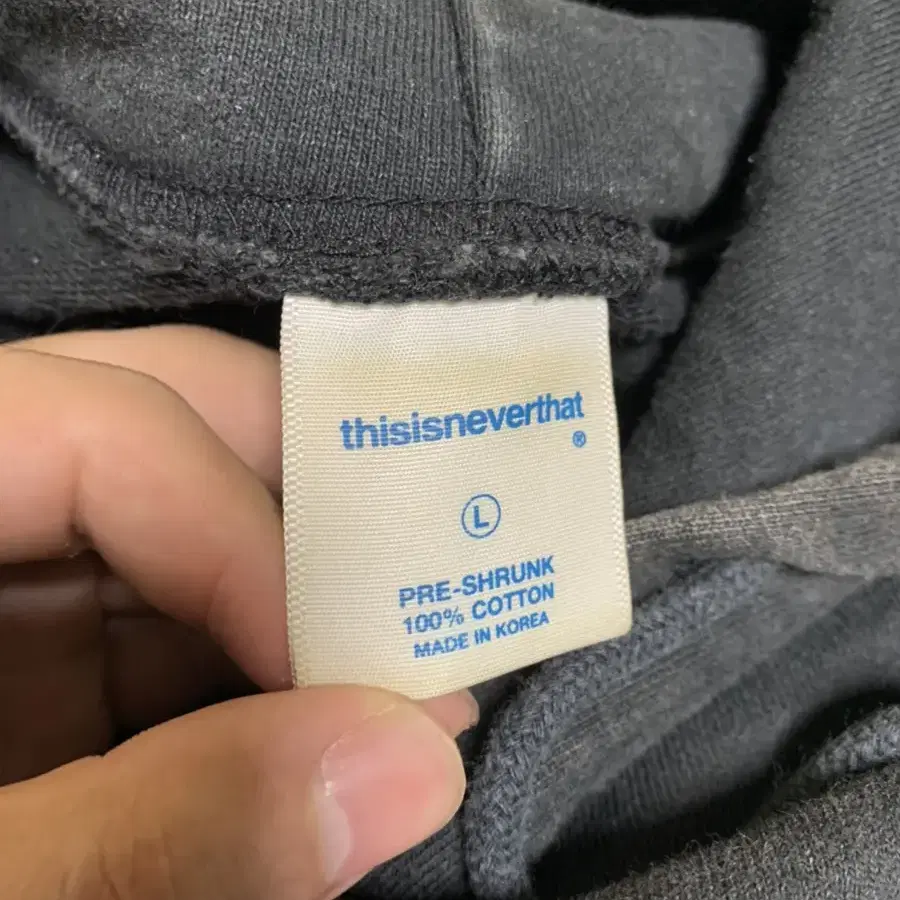 thisisneverthat
®
L
PRE-SHRUNK
100% COTTON
MADE IN KOREA